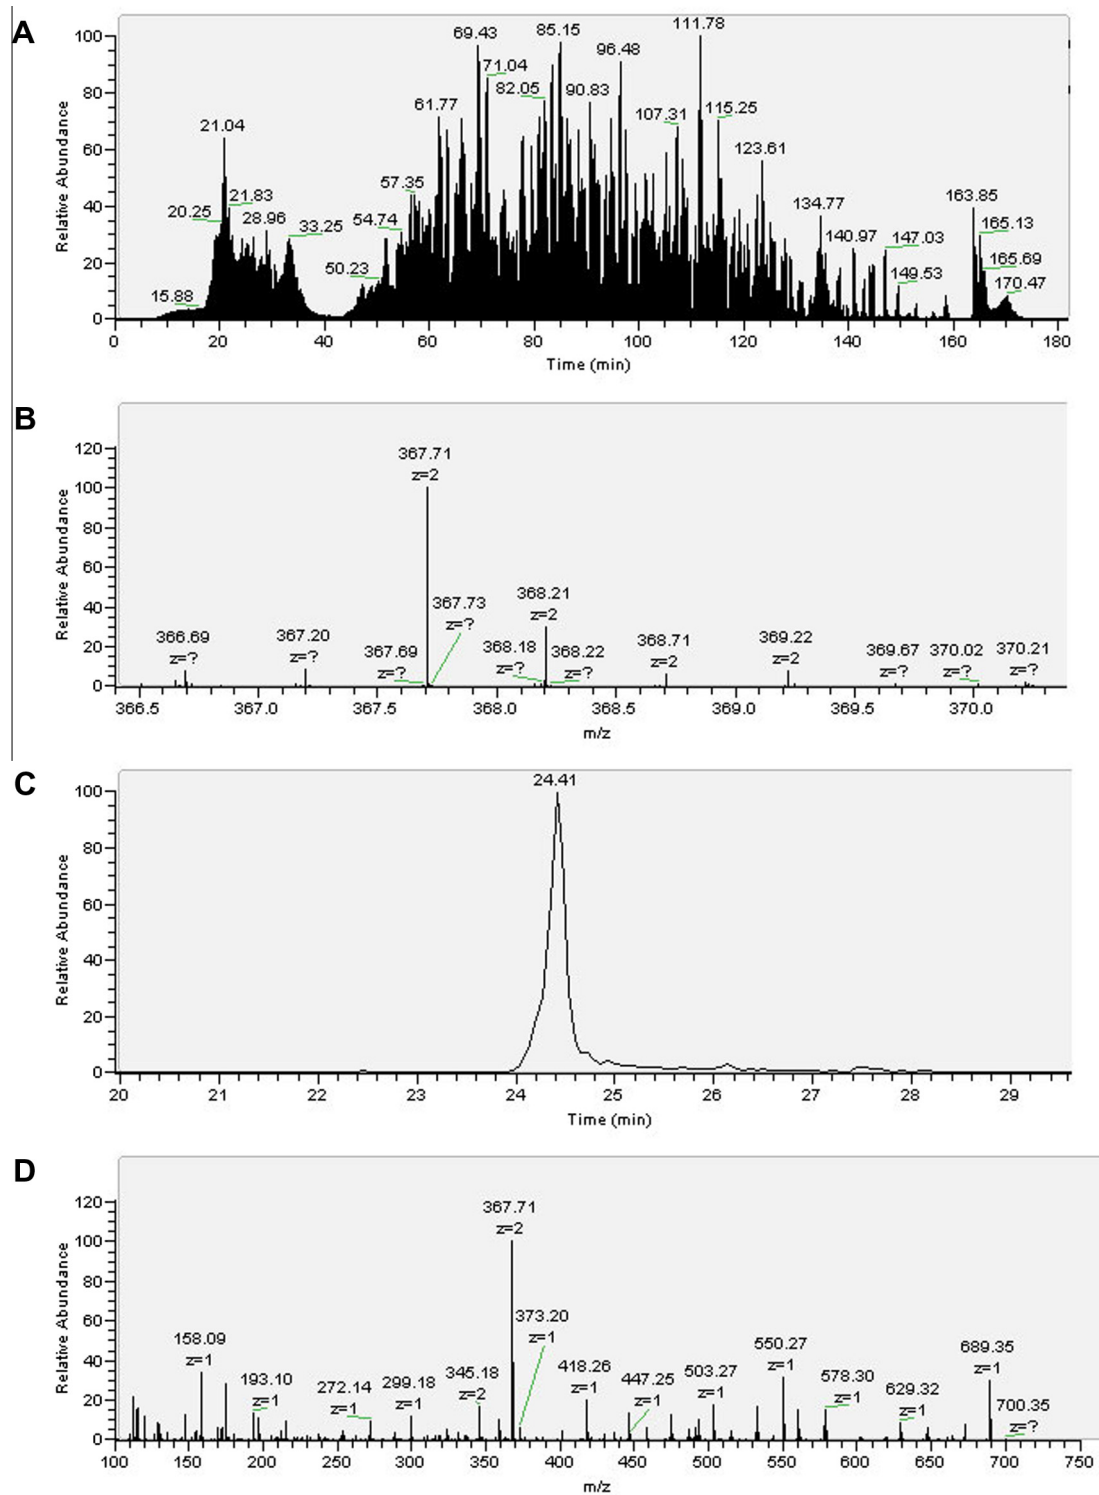 A
111.78
69.43
85.15
96.48
71.04
82.05
90.83
61.77
107.31
115.25
21.04
123.61
57.35
21.83
20.25
28.96
33.25
54.74
134.77
163.85
140.97
147.03
165.13
50.23
149.53
165.69
15.88
170.47
100
80
60
40
20
0
Relative Abundance
0 20 40 60 80 100 120 140 160 180
Time (min)
B
367.71
z=2
368.21
z=2
367.73
z=?
366.69
z=?
367.20
z=?
367.69
z=?
368.18
z=?
368.22
z=?
368.71
z=2
369.22
z=2
369.67
z=?
370.02
z=?
370.21
z=?
120
100
80
60
40
20
0
Relative Abundance
366.5 367.0 367.5 368.0 368.5 369.0 369.5 370.0
m/z
C
24.41
100
80
60
40
20
0
Relative Abundance
20 21 22 23 24 25 26 27 28 29
Time (min)
D
367.71
z=2
373.20
z=1
158.09
z=1
193.10
z=1
272.14
z=1
299.18
z=1
345.18
z=2
418.26
z=1
447.25
z=1
503.27
z=1
550.27
z=1
578.30
z=1
629.32
z=1
689.35
z=1
700.35
z=?
120
100
80
60
40
20
0
Relative Abundance
100 150 200 250 300 350 400 450 500 550 600 650 700 750
m/z